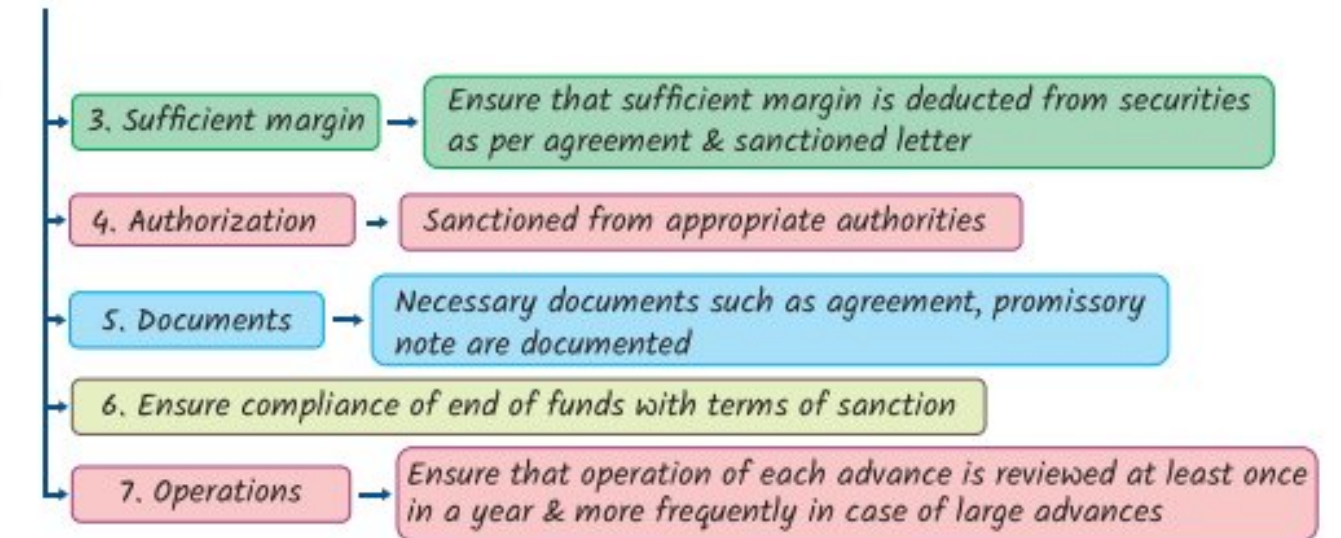 3. Sufficient margin
Ensure that sufficient margin is deducted from securities
as per agreement & sanctioned letter
4. Authorization
Sanctioned from appropriate authorities
5. Documents
Necessary documents such as agreement, promissory
note are documented
6. Ensure compliance of end of funds with terms of sanction
7. Operations
Ensure that operation of each advance is reviewed at least once
in a year & more frequently in case of large advances